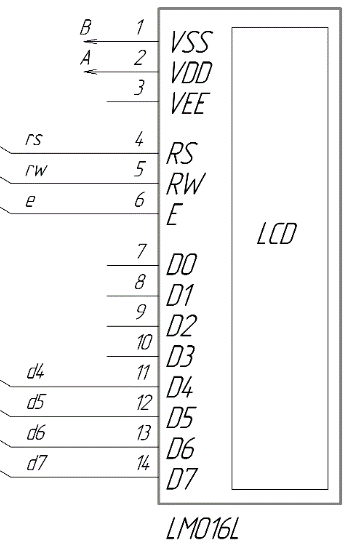 B 1 VSS
A 2 VDD
3 VEE
rs 4 RS
rw 5 RW
e 6 E
LCD
7 D0
8 D1
9 D2
10 D3
d4 11 D4
d5 12 D5
d6 13 D6
d7 14 D7
LM016L